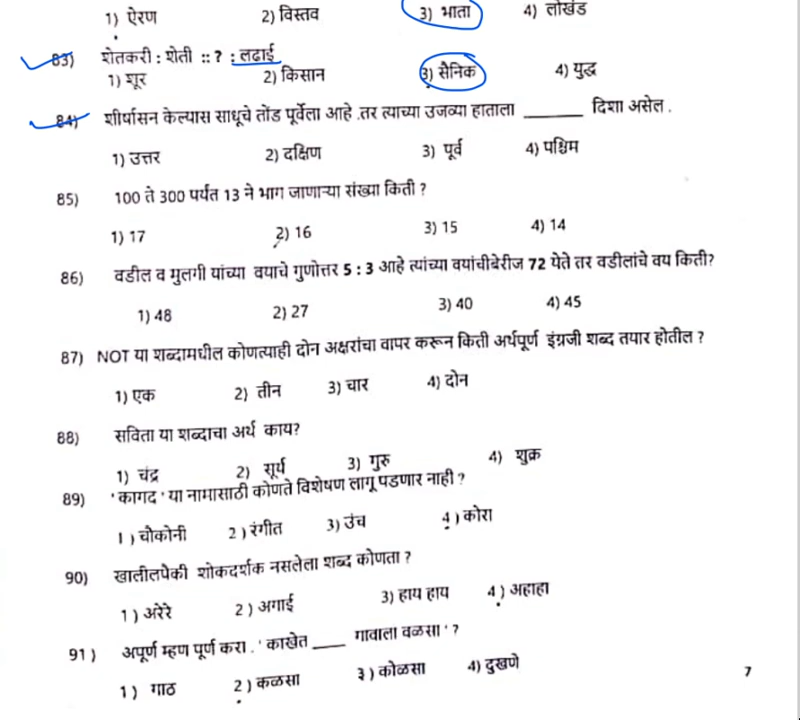 1) ऐरण 2) विस्तव 3) भाता 4) लोखंड
83) शेतकरी : शेती :: ? : लढाई
1) शूर 2) किसान 3) सैनिक 4) युद्ध
84) शीर्षासन केल्यास साधूचे तोंड पूर्वेला आहे .तर त्याच्या उजव्या हाताला ______ दिशा असेल .
1) उत्तर 2) दक्षिण 3) पूर्व 4) पश्चिम
85) 100 ते 300 पर्यंत 13 ने भाग जाणाऱ्या संख्या किती ?
1) 17 2) 16 3) 15 4) 14
86) वडील व मुलगी यांच्या वयाचे गुणोत्तर 5 : 3 आहे त्यांच्या वयांचीबेरीज 72 येते तर वडीलांचे वय किती?
1) 48 2) 27 3) 40 4) 45
87) NOT या शब्दामधील कोणत्याही दोन अक्षरांचा वापर करून किती अर्थपूर्ण इंग्रजी शब्द तयार होतील ?
1) एक 2) तीन 3) चार 4) दोन
88) सविता या शब्दाचा अर्थ काय?
1) चंद्र 2) सूर्य 3) गुरु 4) शुक्र
89) ' कागद ' या नामासाठी कोणते विशेषण लागू पडणार नाही ?
1 ) चौकोनी 2 ) रंगीत 3) उंच 4 ) कोरा
90) खालीलपैकी शोकदर्शक नसलेला शब्द कोणता ?
1 ) अरेरे 2 ) अगाई 3) हाय हाय 4 ) अहाहा
91 ) अपूर्ण म्हण पूर्ण करा . ' काखेत ____ गावाला वळसा ' ?
1 ) गाठ 2 ) कळसा ३ ) कोळसा 4) दुखणे
7